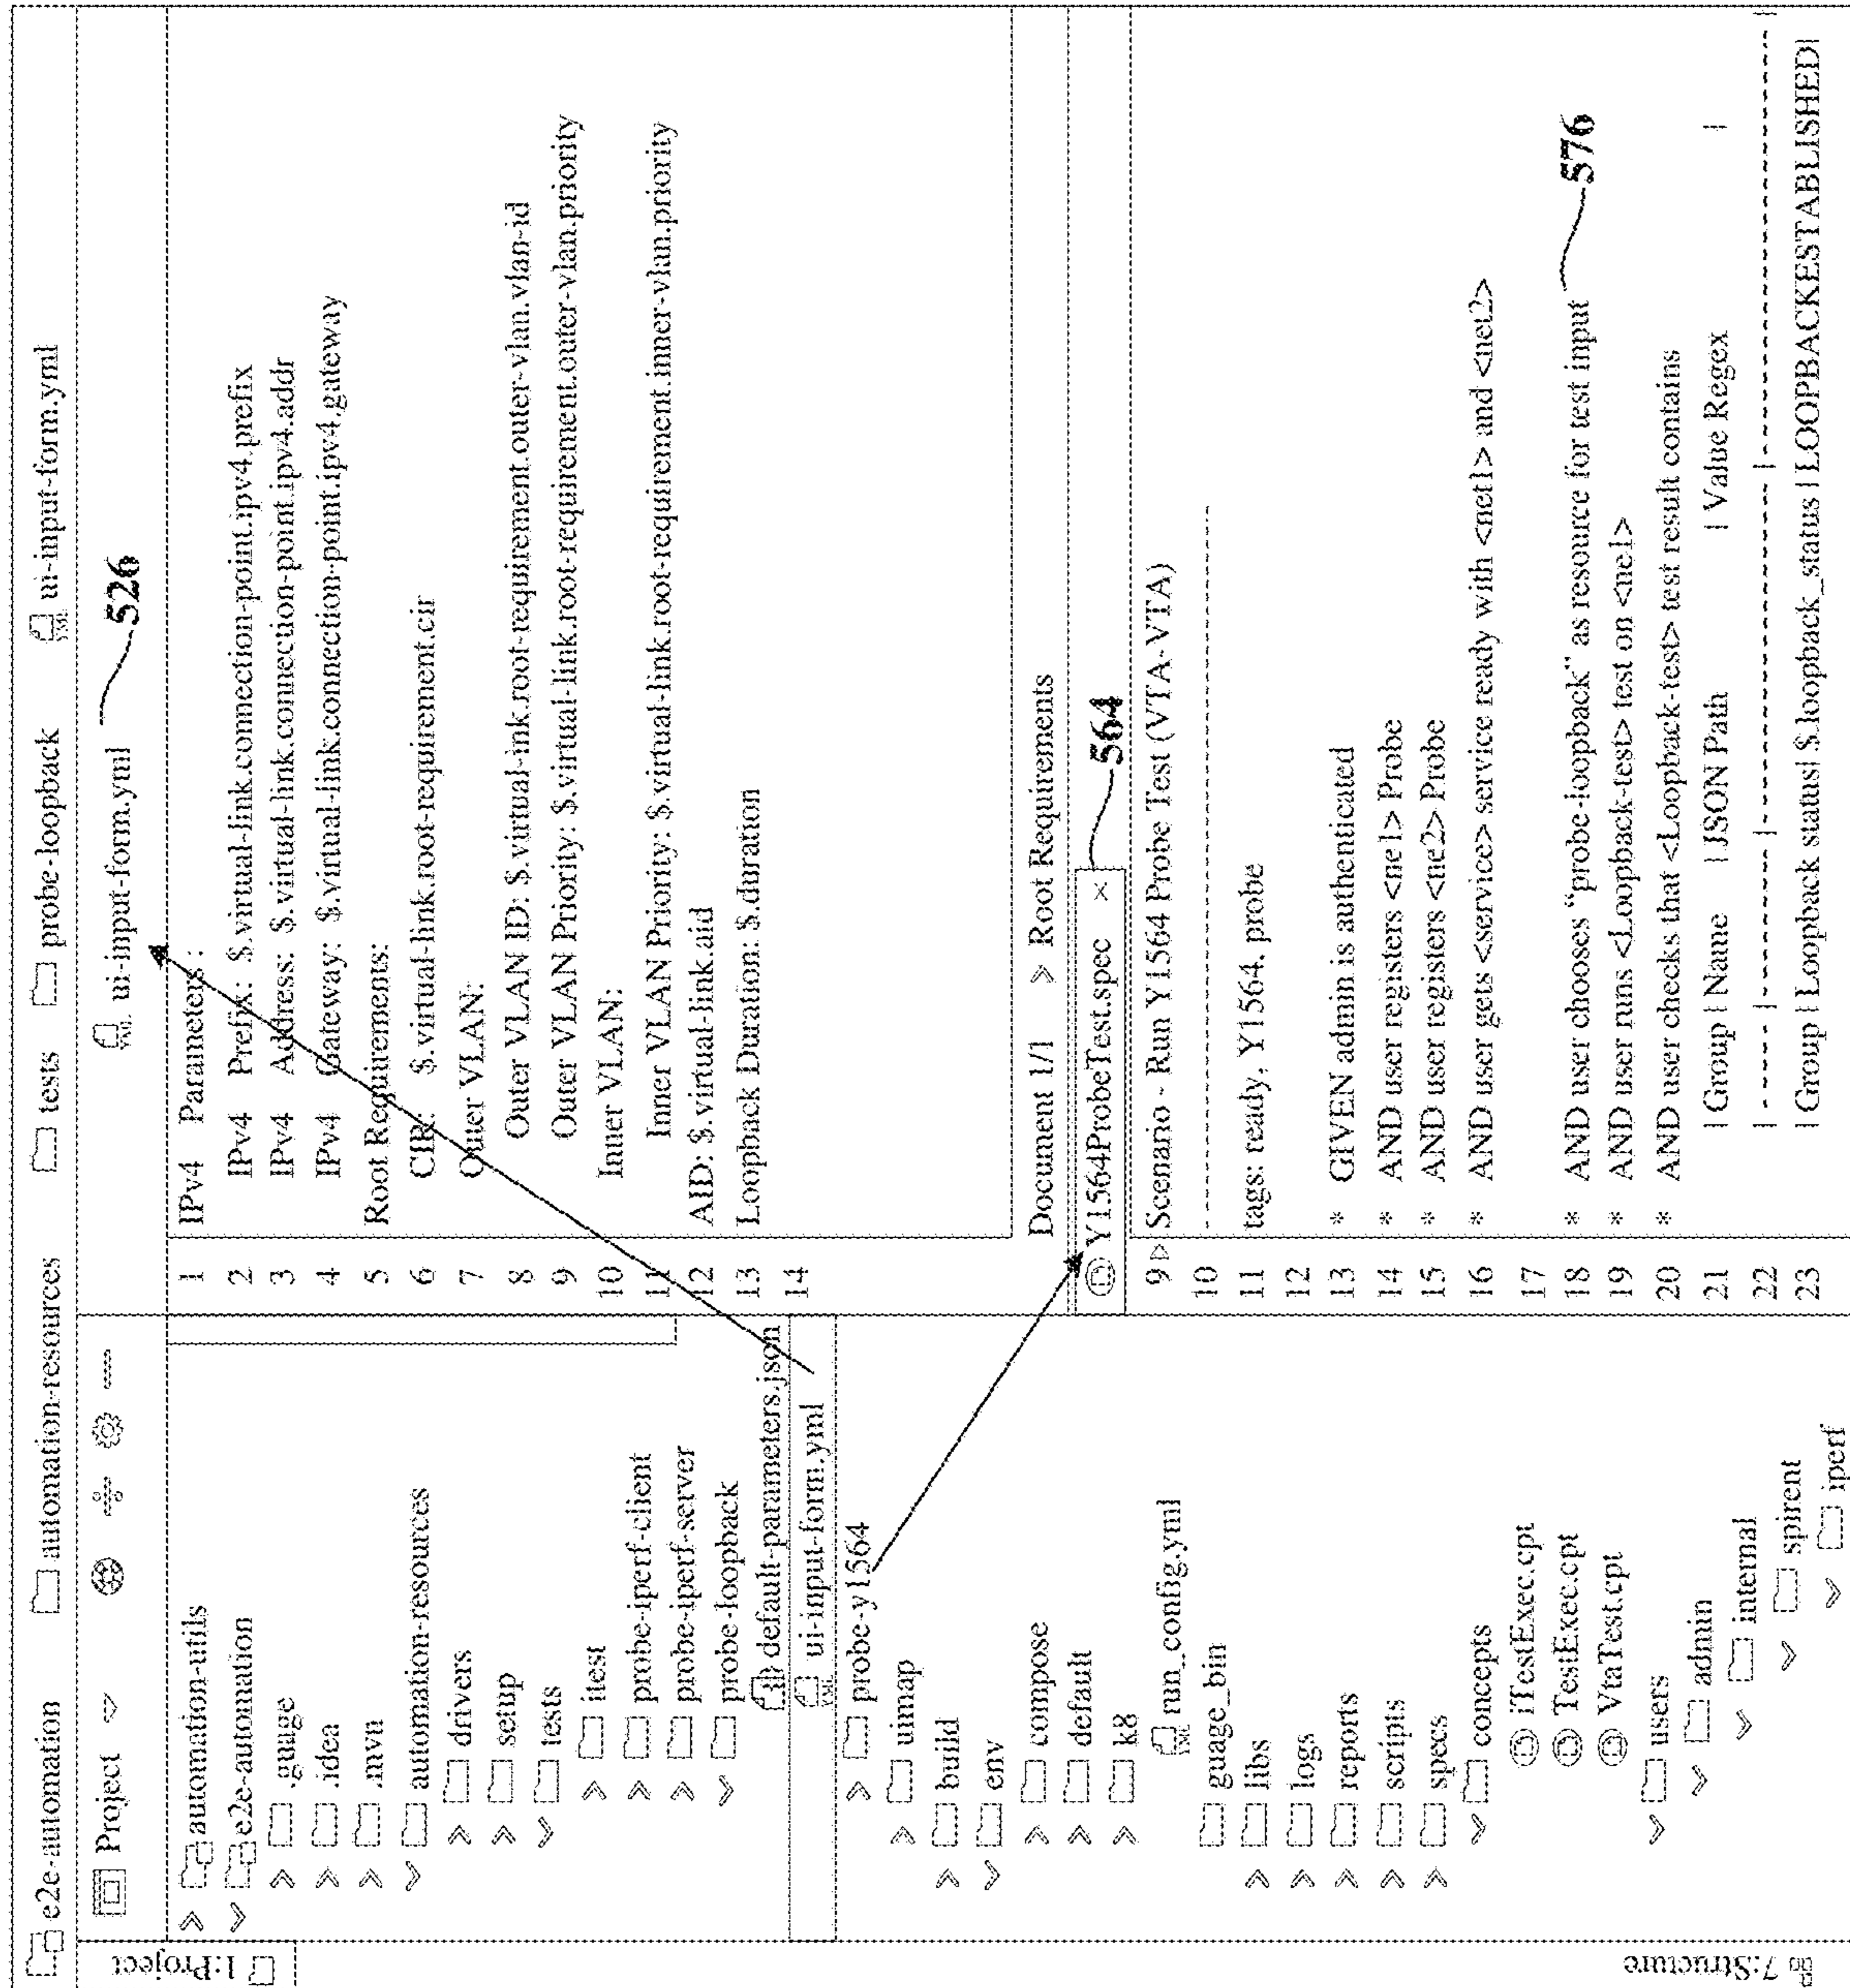 e2e-automation automation-resources tests probe-loopback ui-input-form.yml
1:Project
Project
automation-utils
e2e-automation
.guage
.idea
.mvn
automation-resources
drivers
setup
tests
itest
probe-iperf-client
probe-iperf-server
probe-loopback
default-parameters.json
ui-input-form.yml
probe-y1564
uimap
build
env
compose
default
k8
run_config.yml
guage_bin
libs
logs
reports
scripts
specs
concepts
iTestExec.cpt
TestExec.cpt
VtaTest.cpt
users
admin
internal
spirent
iperf
7:Structure
ui-input-form.yml 526
1 IPv4 Parameters :
2 IPv4 Prefix: $.virtual-link.connection-point.ipv4.prefix
3 IPv4 Address: $.virtual-link.connection-point.ipv4.addr
4 IPv4 Gateway: $.virtual-link.connection-point.ipv4.gateway
5 Root Requirements:
6 CIR: $.virtual-link.root-requirement.cir
7 Outer VLAN:
8 Outer VLAN ID: $.virtual-ink.root-requirement.outer-vlan.vlan-id
9 Outer VLAN Priority: $.virtual-link.root-requirement.outer-vlan.priority
10 Inner VLAN:
11 Inner VLAN Priority: $.virtual-link.root-requirement.inner-vlan.priority
12 AID: $.virtual-link.aid
13 Loopback Duration: $.duration
14
Document 1/1 > Root Requirements
Y1564ProbeTest.spec × 564
9 Scenario - Run Y1564 Probe Test (VTA-VTA)
10 --------------------
11 tags: ready, Y1564, probe
12
13 * GIVEN admin is authenticated
14 * AND user registers <ne1> Probe
15 * AND user registers <ne2> Probe
16 * AND user gets <service> service ready with <net1> and <net2>
17
18 * AND user chooses “probe-loopback” as resource for test input 576
19 * AND user runs <Loopback-test> test on <ne1>
20 * AND user checks that <Loopback-test> test result contains
21 | Group | Name | JSON Path | Value Regex |
22 |-----|----------|--------------------|------------------------|
23 | Group | Loopback status| $.loopback_status | LOOPBACKESTABLISHED|